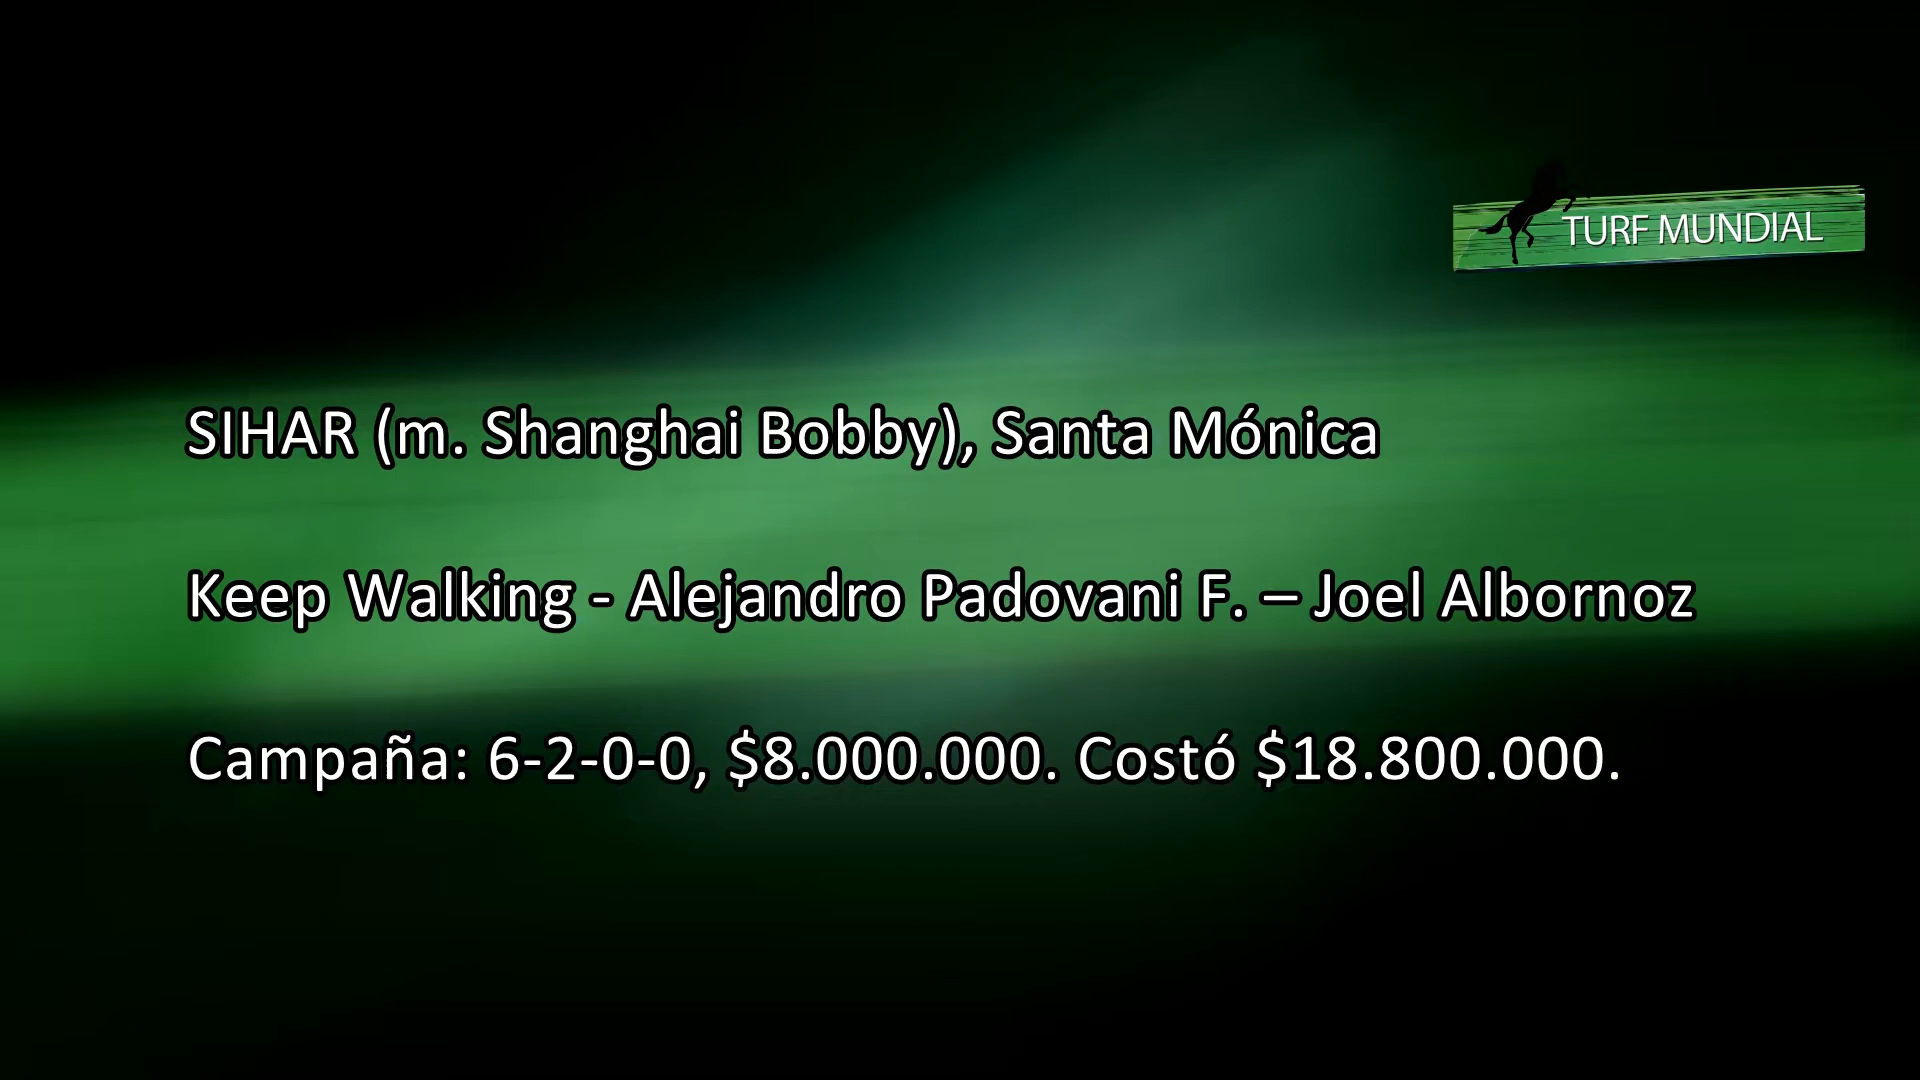 TURF MUNDIAL
SIHAR (m. Shanghai Bobby), Santa Mónica
Keep Walking - Alejandro Padovani F. – Joel Albornoz
Campaña: 6-2-0-0, $8.000.000. Costó $18.800.000.